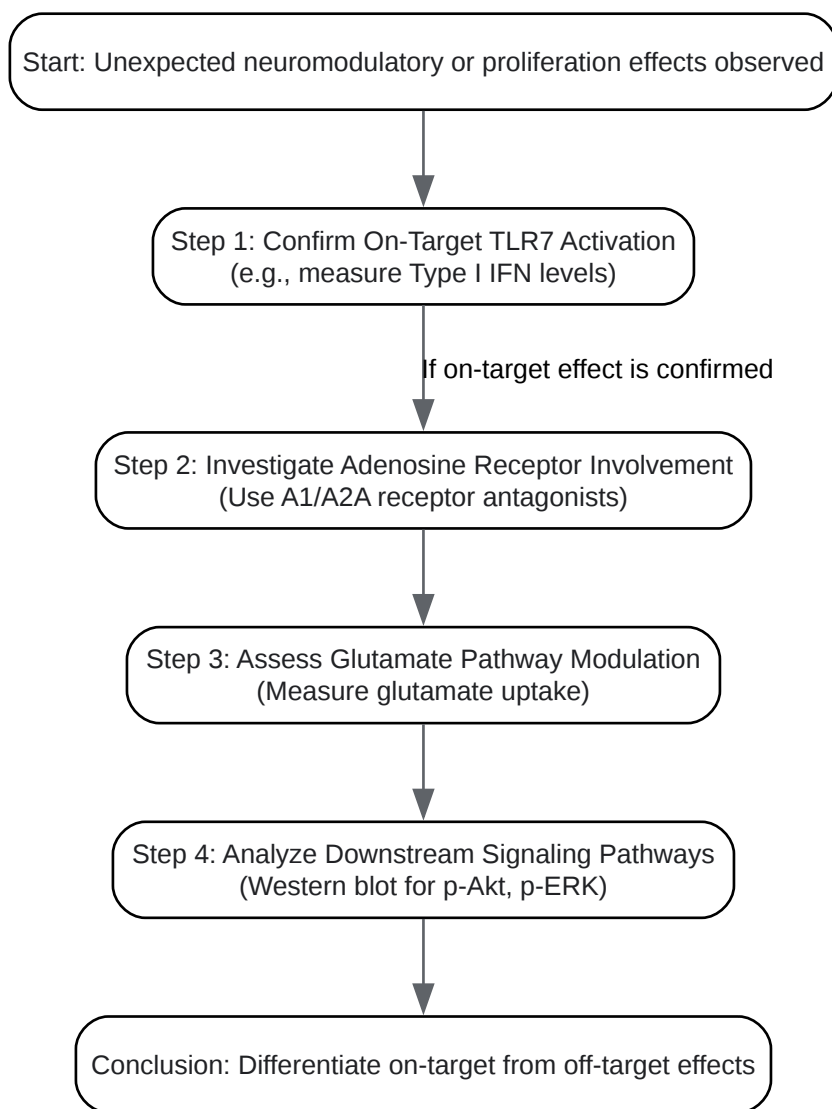 Start: Unexpected neuromodulatory or proliferation effects observed
Step 1: Confirm On-Target TLR7 Activation
(e.g., measure Type I IFN levels)
If on-target effect is confirmed
Step 2: Investigate Adenosine Receptor Involvement
(Use A1/A2A receptor antagonists)
Step 3: Assess Glutamate Pathway Modulation
(Measure glutamate uptake)
Step 4: Analyze Downstream Signaling Pathways
(Western blot for p-Akt, p-ERK)
Conclusion: Differentiate on-target from off-target effects